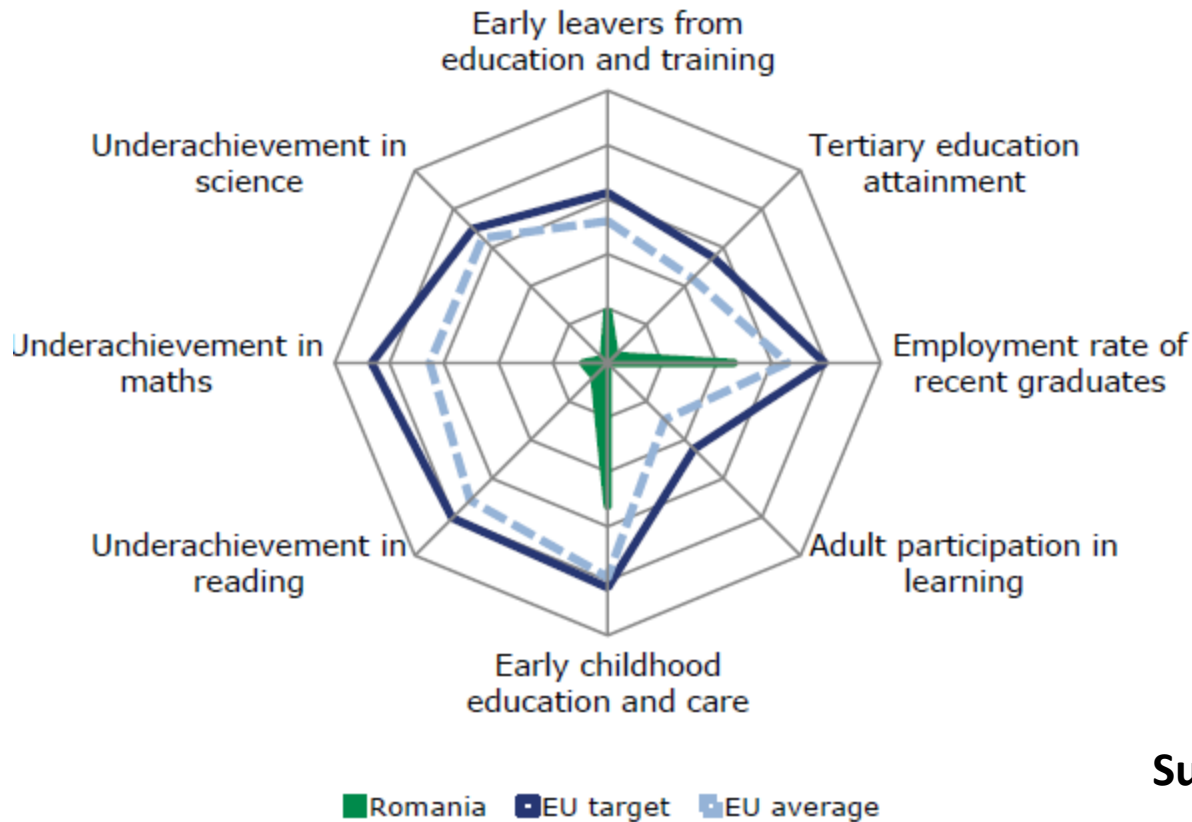 Early leavers from
education and training
Underachievement in
science
Tertiary education
attainment
Underachievement in
maths
Employment rate of
recent graduates
Underachievement in
reading
Adult participation in
learning
Early childhood
education and care
Su
Romania EU target EU average